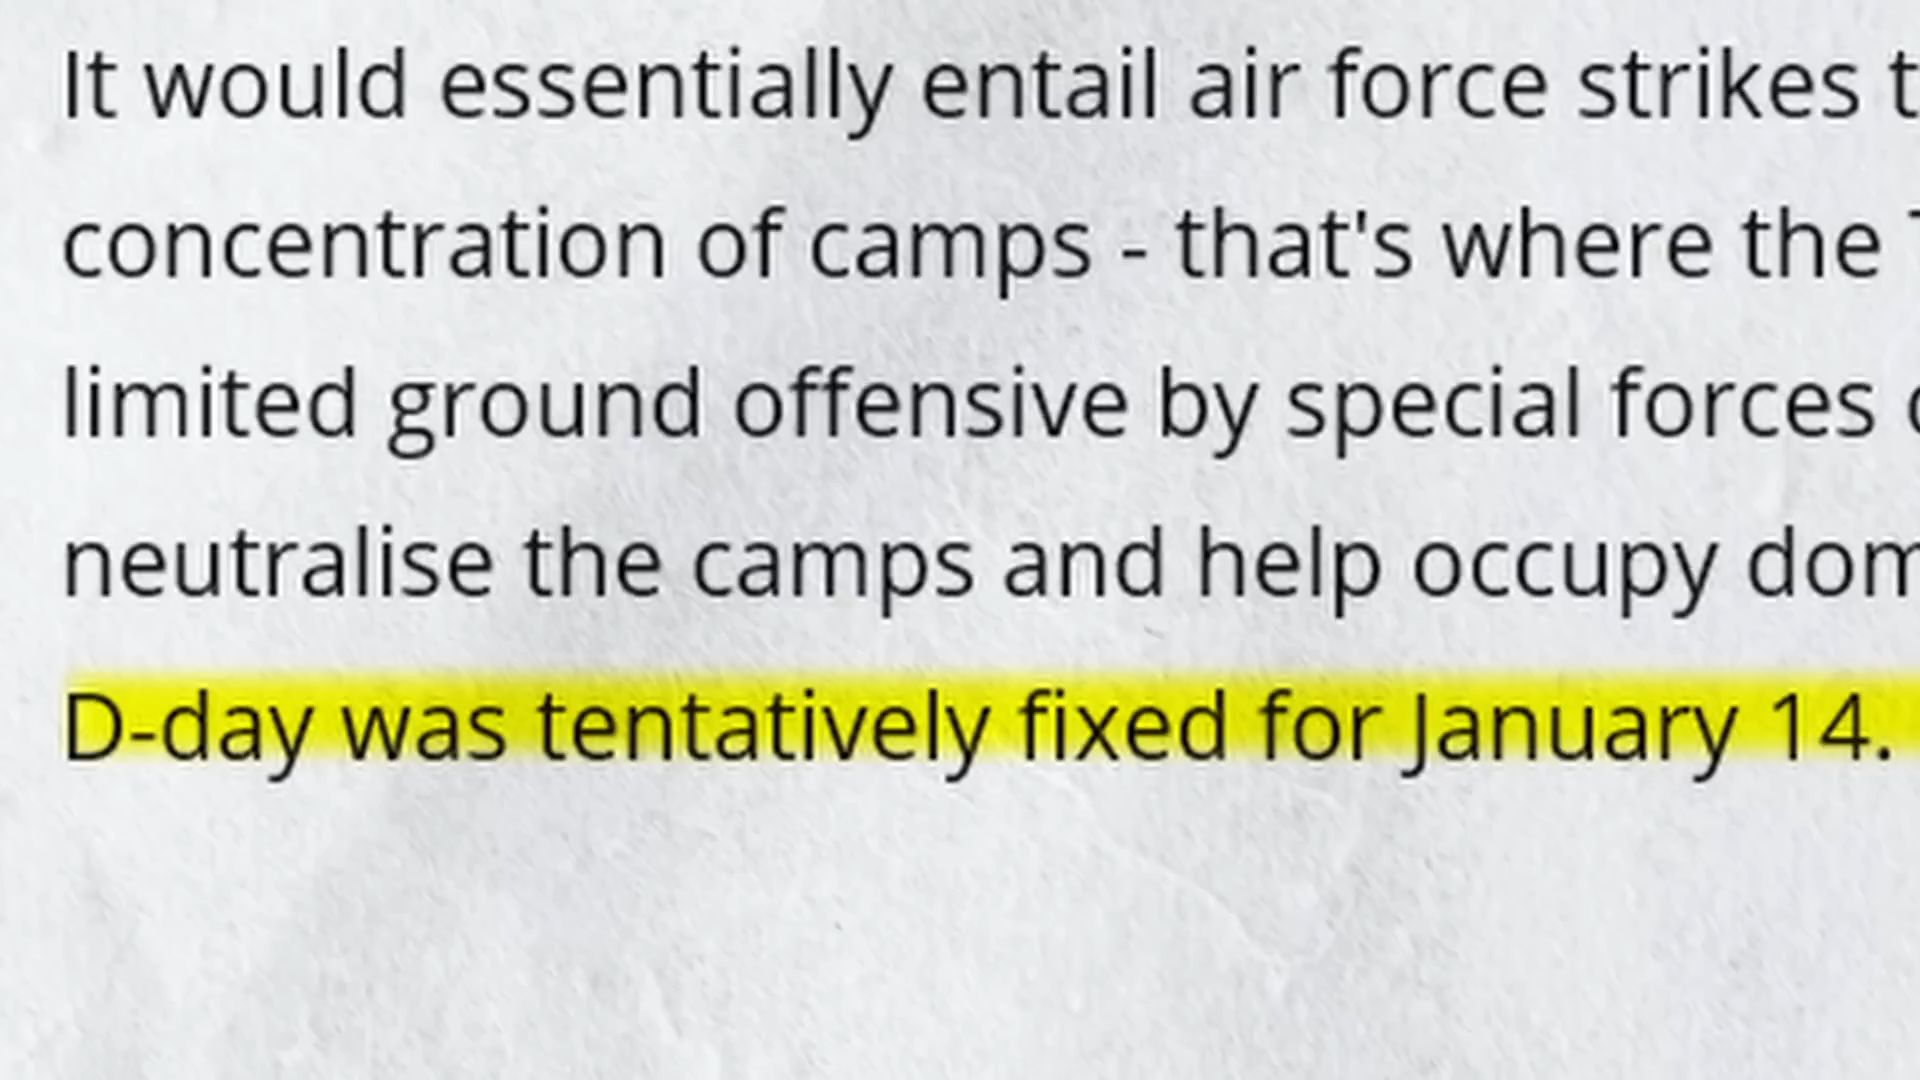 It would essentially entail air force strikes
concentration of camps - that's where the
limited ground offensive by special forces
neutralise the camps and help occupy
D-day was tentatively fixed for January 14.